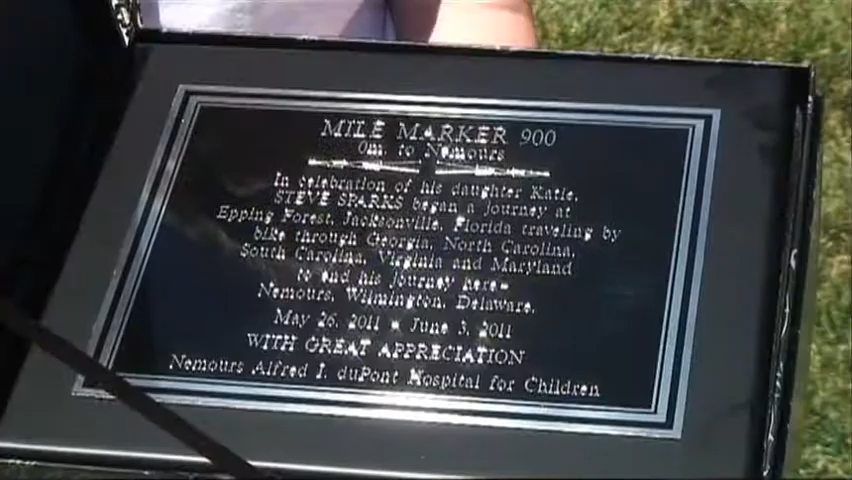 MILE MARKER 900
0m. to Nemours
In celebration of his daughter Katie,
STEVE SPARKS began a journey at
Epping Forest, Jacksonville, Florida traveling by
bike through Georgia, North Carolina,
South Carolina, Virginia and Maryland
to end his journey here-
Nemours, Wilmington, Delaware.
May 26, 2011 - June 3, 2011
WITH GREAT APPRECIATION
Nemours Alfred I. duPont Hospital for Children